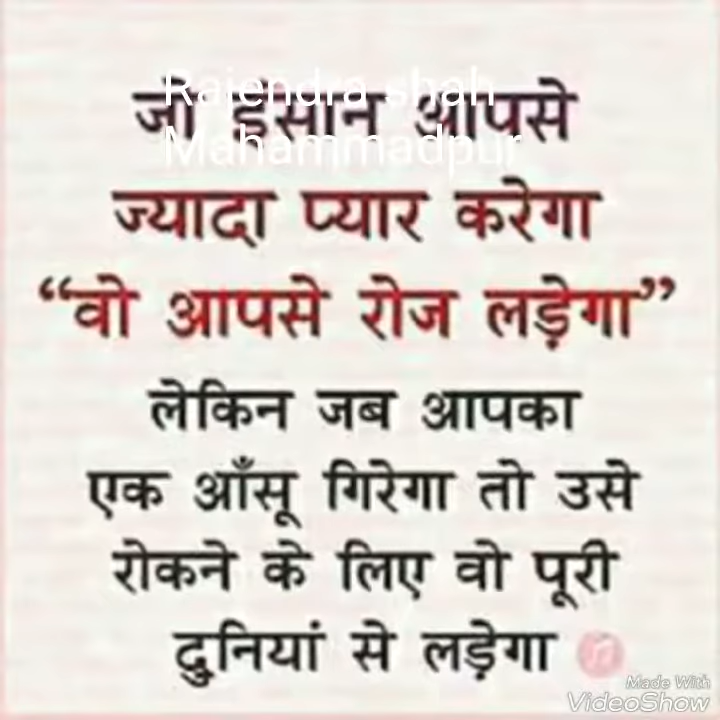 Rajendra shah
Mahammadpur
जो इंसान आपसे
ज्यादा प्यार करेगा
“वो आपसे रोज लड़ेगा”
लेकिन जब आपका
एक आँसू गिरेगा तो उसे
रोकने के लिए वो पूरी
दुनियां से लड़ेगा
Made With
VideoShow